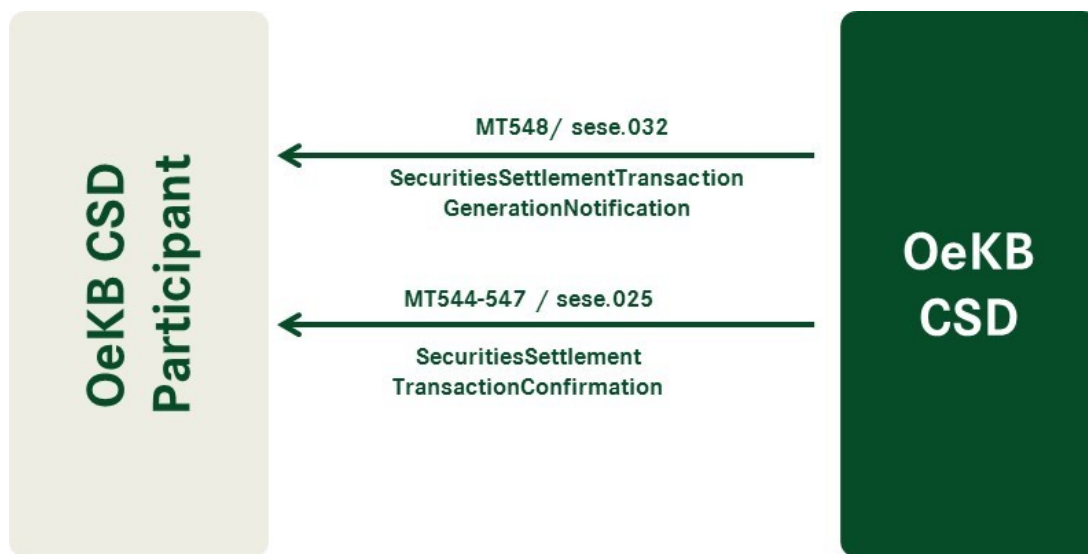 OeKB CSD
Participant
MT548/ sese.032
SecuritiesSettlementTransaction
GenerationNotification
MT544-547 / sese.025
SecuritiesSettlement
TransactionConfirmation
OeKB
CSD